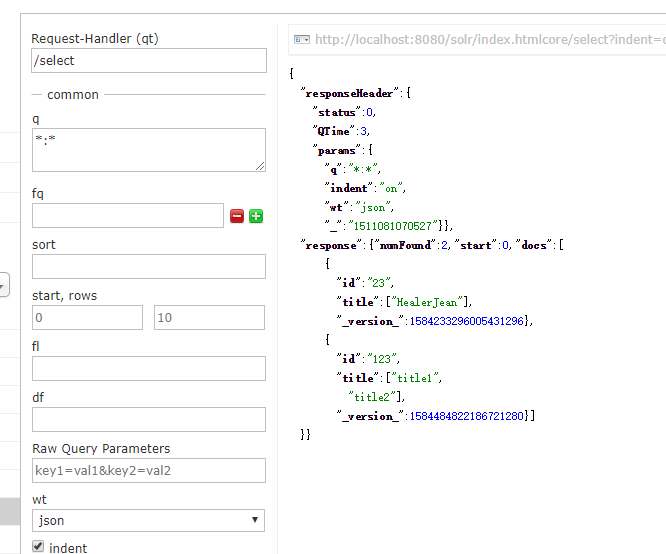 Request-Handler (qt)
/select
common
q
*:*
fq
sort
start, rows
0
10
fl
df
Raw Query Parameters
key1=val1&key2=val2
wt
json
indent
http://localhost:8080/solr/index.htmlcore/select?indent=
{
"responseHeader":{
"status":0,
"QTime":3,
"params":{
"q":"*:*",
"indent":"on",
"wt":"json",
"_":"1511081070527"}},
"response":{"numFound":2,"start":0,"docs":[
{
"id":"23",
"title":["HealerJean"],
"_version_":1584233296005431296},
{
"id":"123",
"title":["title1",
"title2"],
"_version_":1584484822186721280}]
}}